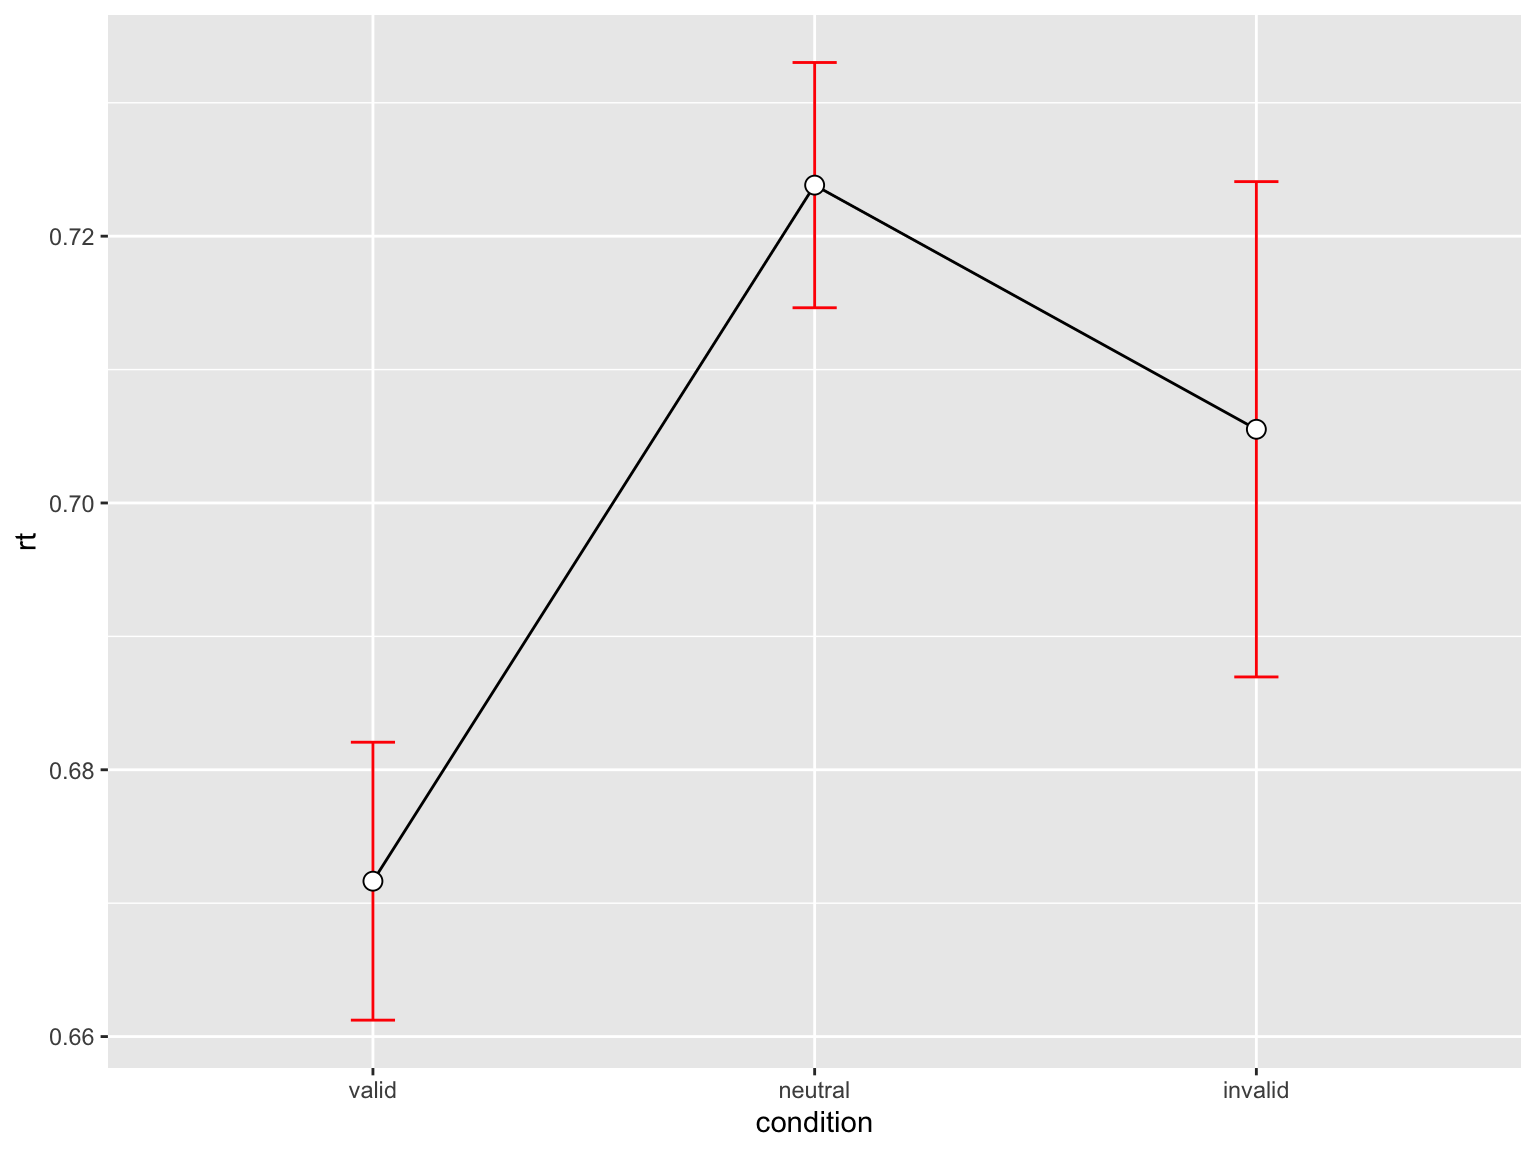 0.72
0.70
0.68
0.66
rt
valid neutral invalid
condition